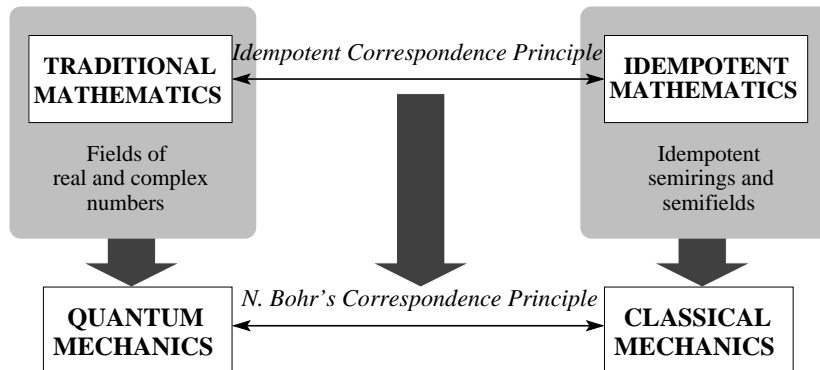 Idempotent Correspondence Principle
TRADITIONAL
MATHEMATICS
IDEMPOTENT
MATHEMATICS
Fields of
real and complex
numbers
Idempotent
semirings and
semifields
N. Bohr's Correspondence Principle
QUANTUM
MECHANICS
CLASSICAL
MECHANICS